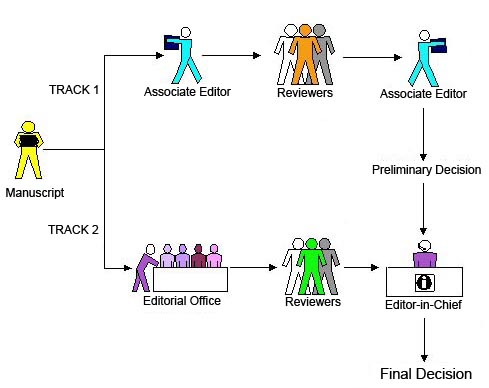 TRACK 1
Associate Editor
Reviewers
Associate Editor
Manuscript
Preliminary Decision
TRACK 2
Editorial Office
Reviewers
Editor-in-Chief
Final Decision